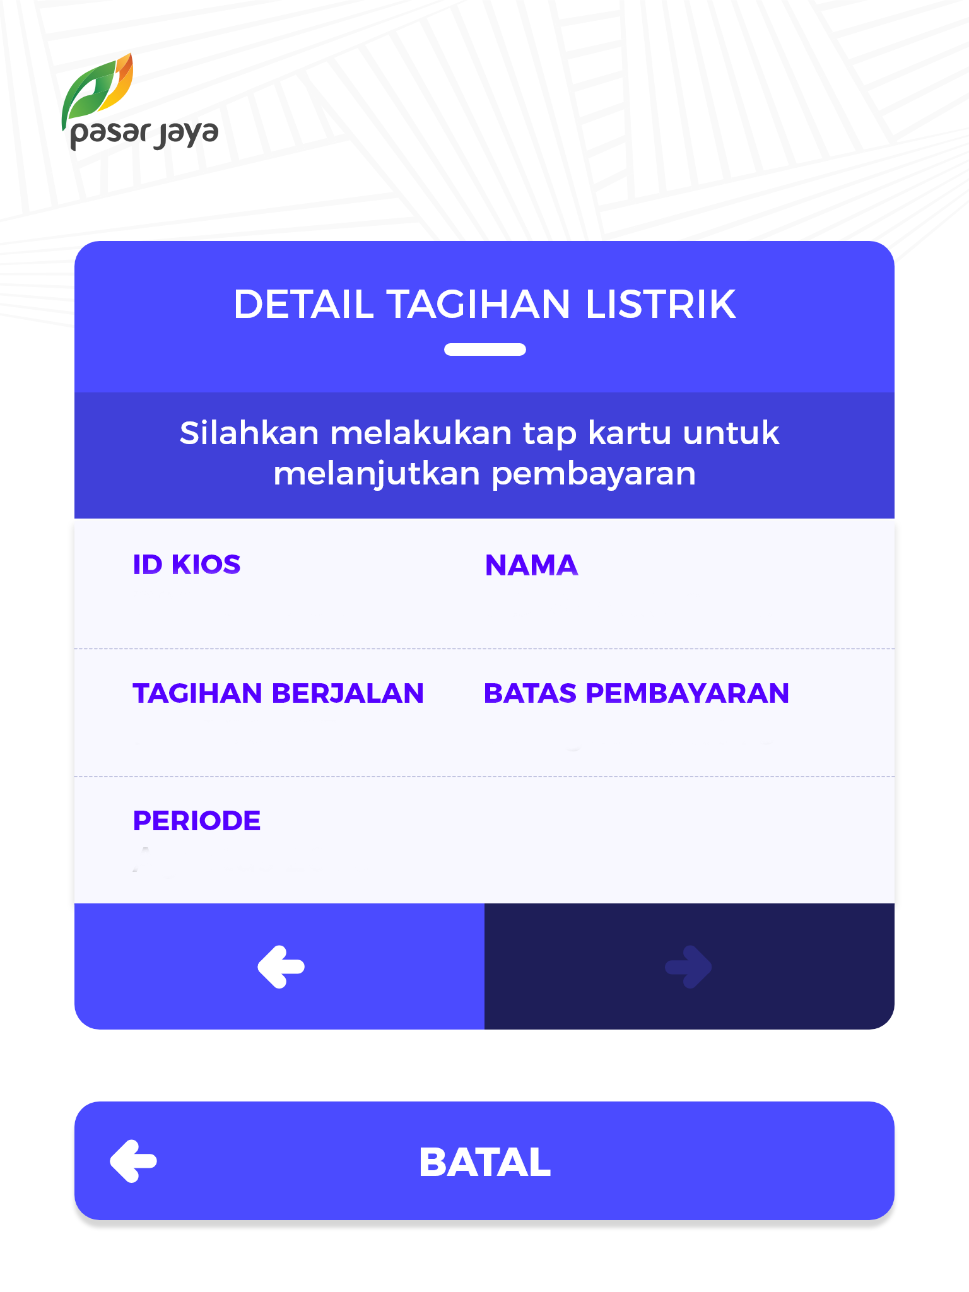 pasar jaya
DETAIL TAGIHAN LISTRIK
Silahkan melakukan tap kartu untuk
melanjutkan pembayaran
ID KIOS
NAMA
TAGIHAN BERJALAN
BATAS PEMBAYARAN
PERIODE
BATAL